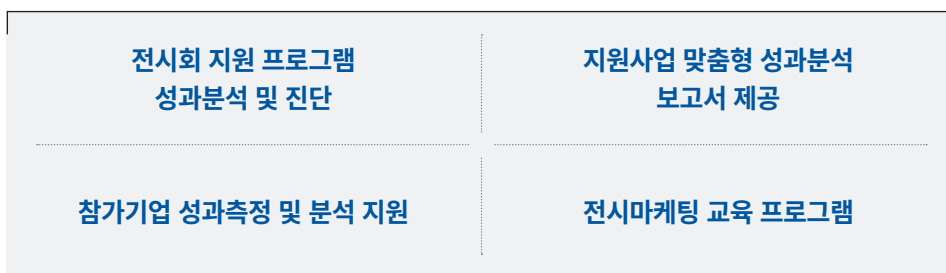 전시회 지원 프로그램
성과분석 및 진단
지원사업 맞춤형 성과분석
보고서 제공
참가기업 성과측정 및 분석 지원
전시마케팅 교육 프로그램